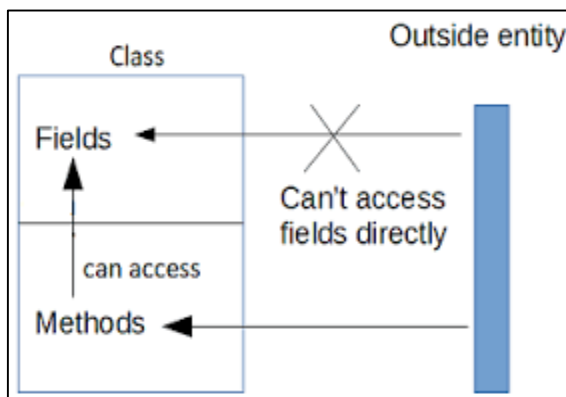 Outside entity
Class
Fields
Can't access
fields directly
can access
Methods